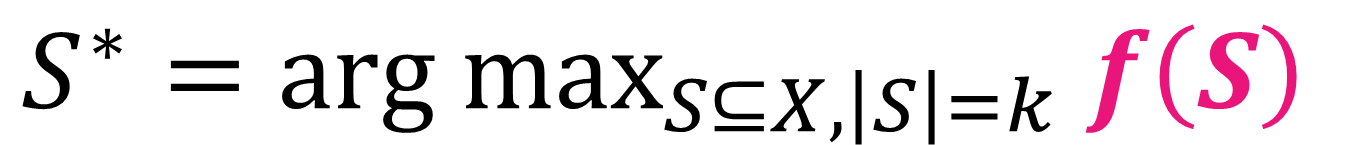 S* = arg max_{S⊆X,|S|=k} f(S)